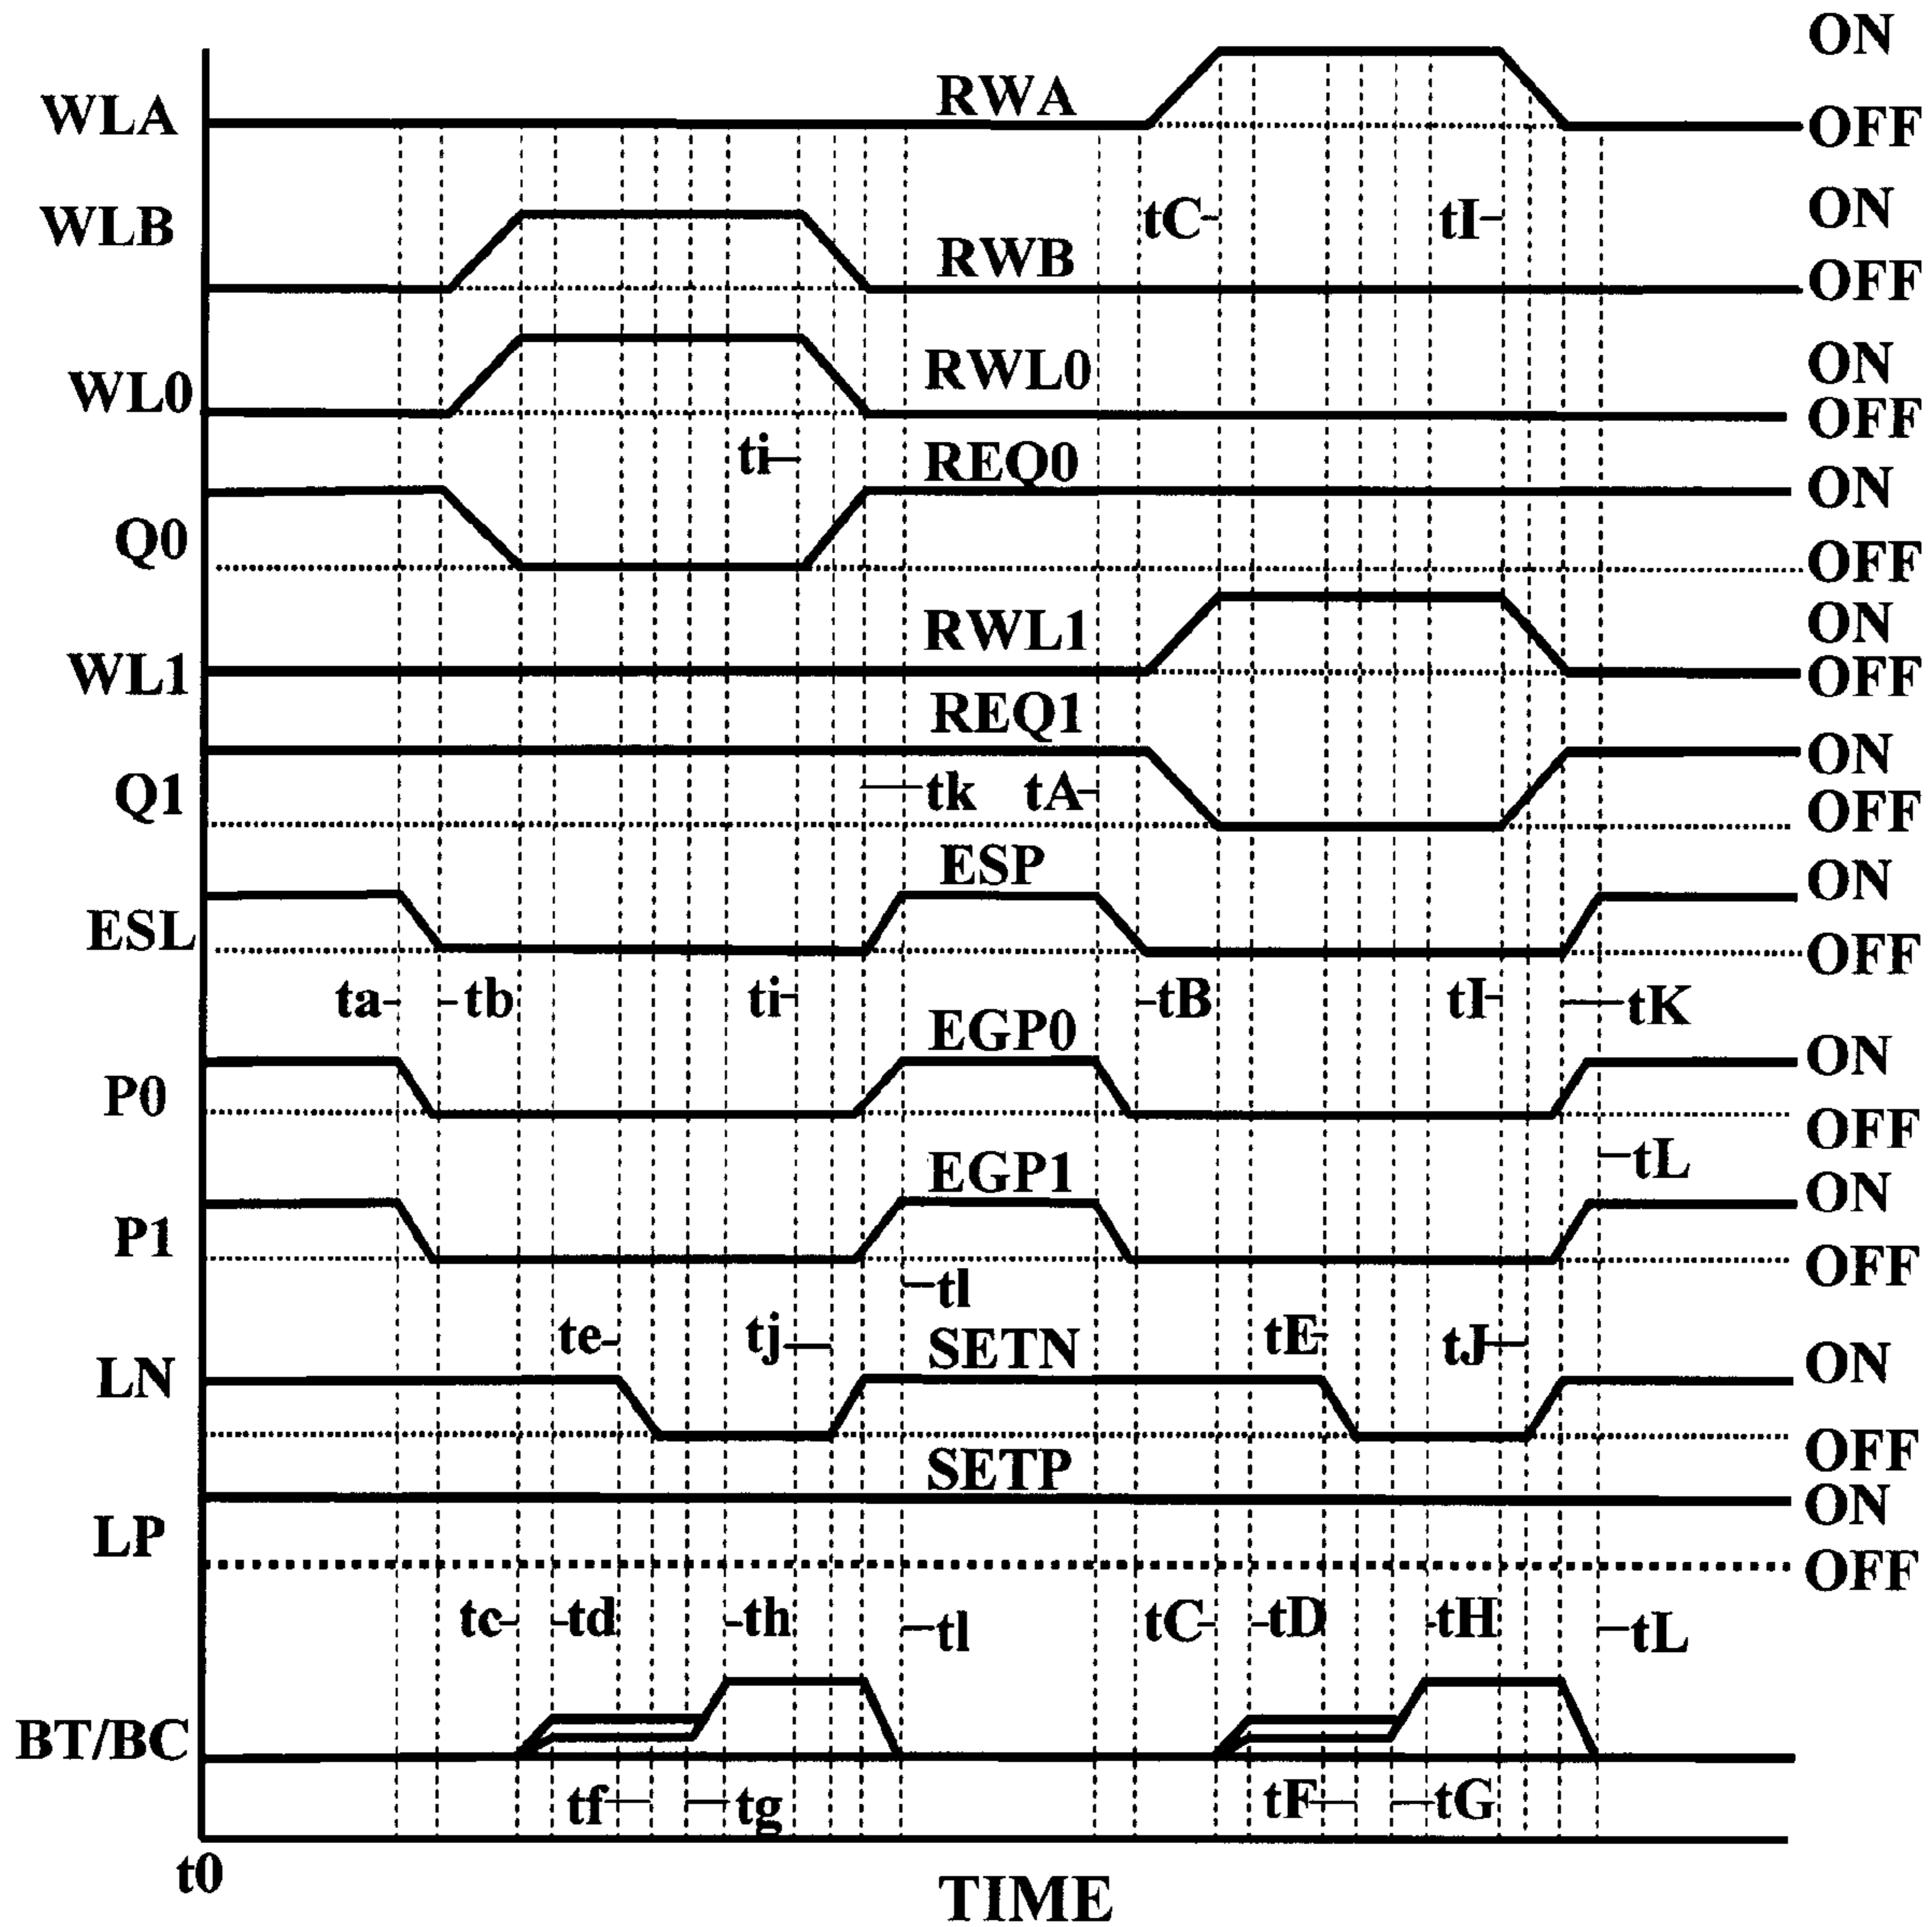 ON
WLA
RWA
OFF
WLB
tC
tI
ON
RWB
OFF
WL0
RWL0
ON
OFF
ti
REQ0
ON
Q0
OFF
RWL1
ON
WL1
OFF
REQ1
ON
Q1
tk
tA
OFF
ESP
ON
ESL
OFF
ta
tb
ti
tB
tI
tK
EGP0
ON
P0
OFF
tL
EGP1
ON
P1
OFF
tl
te
tj
SETN
tE
tJ
ON
LN
OFF
SETP
ON
LP
OFF
tc
td
th
tl
tC
tD
tH
tL
BT/BC
tf
tg
tF
tG
t0
TIME